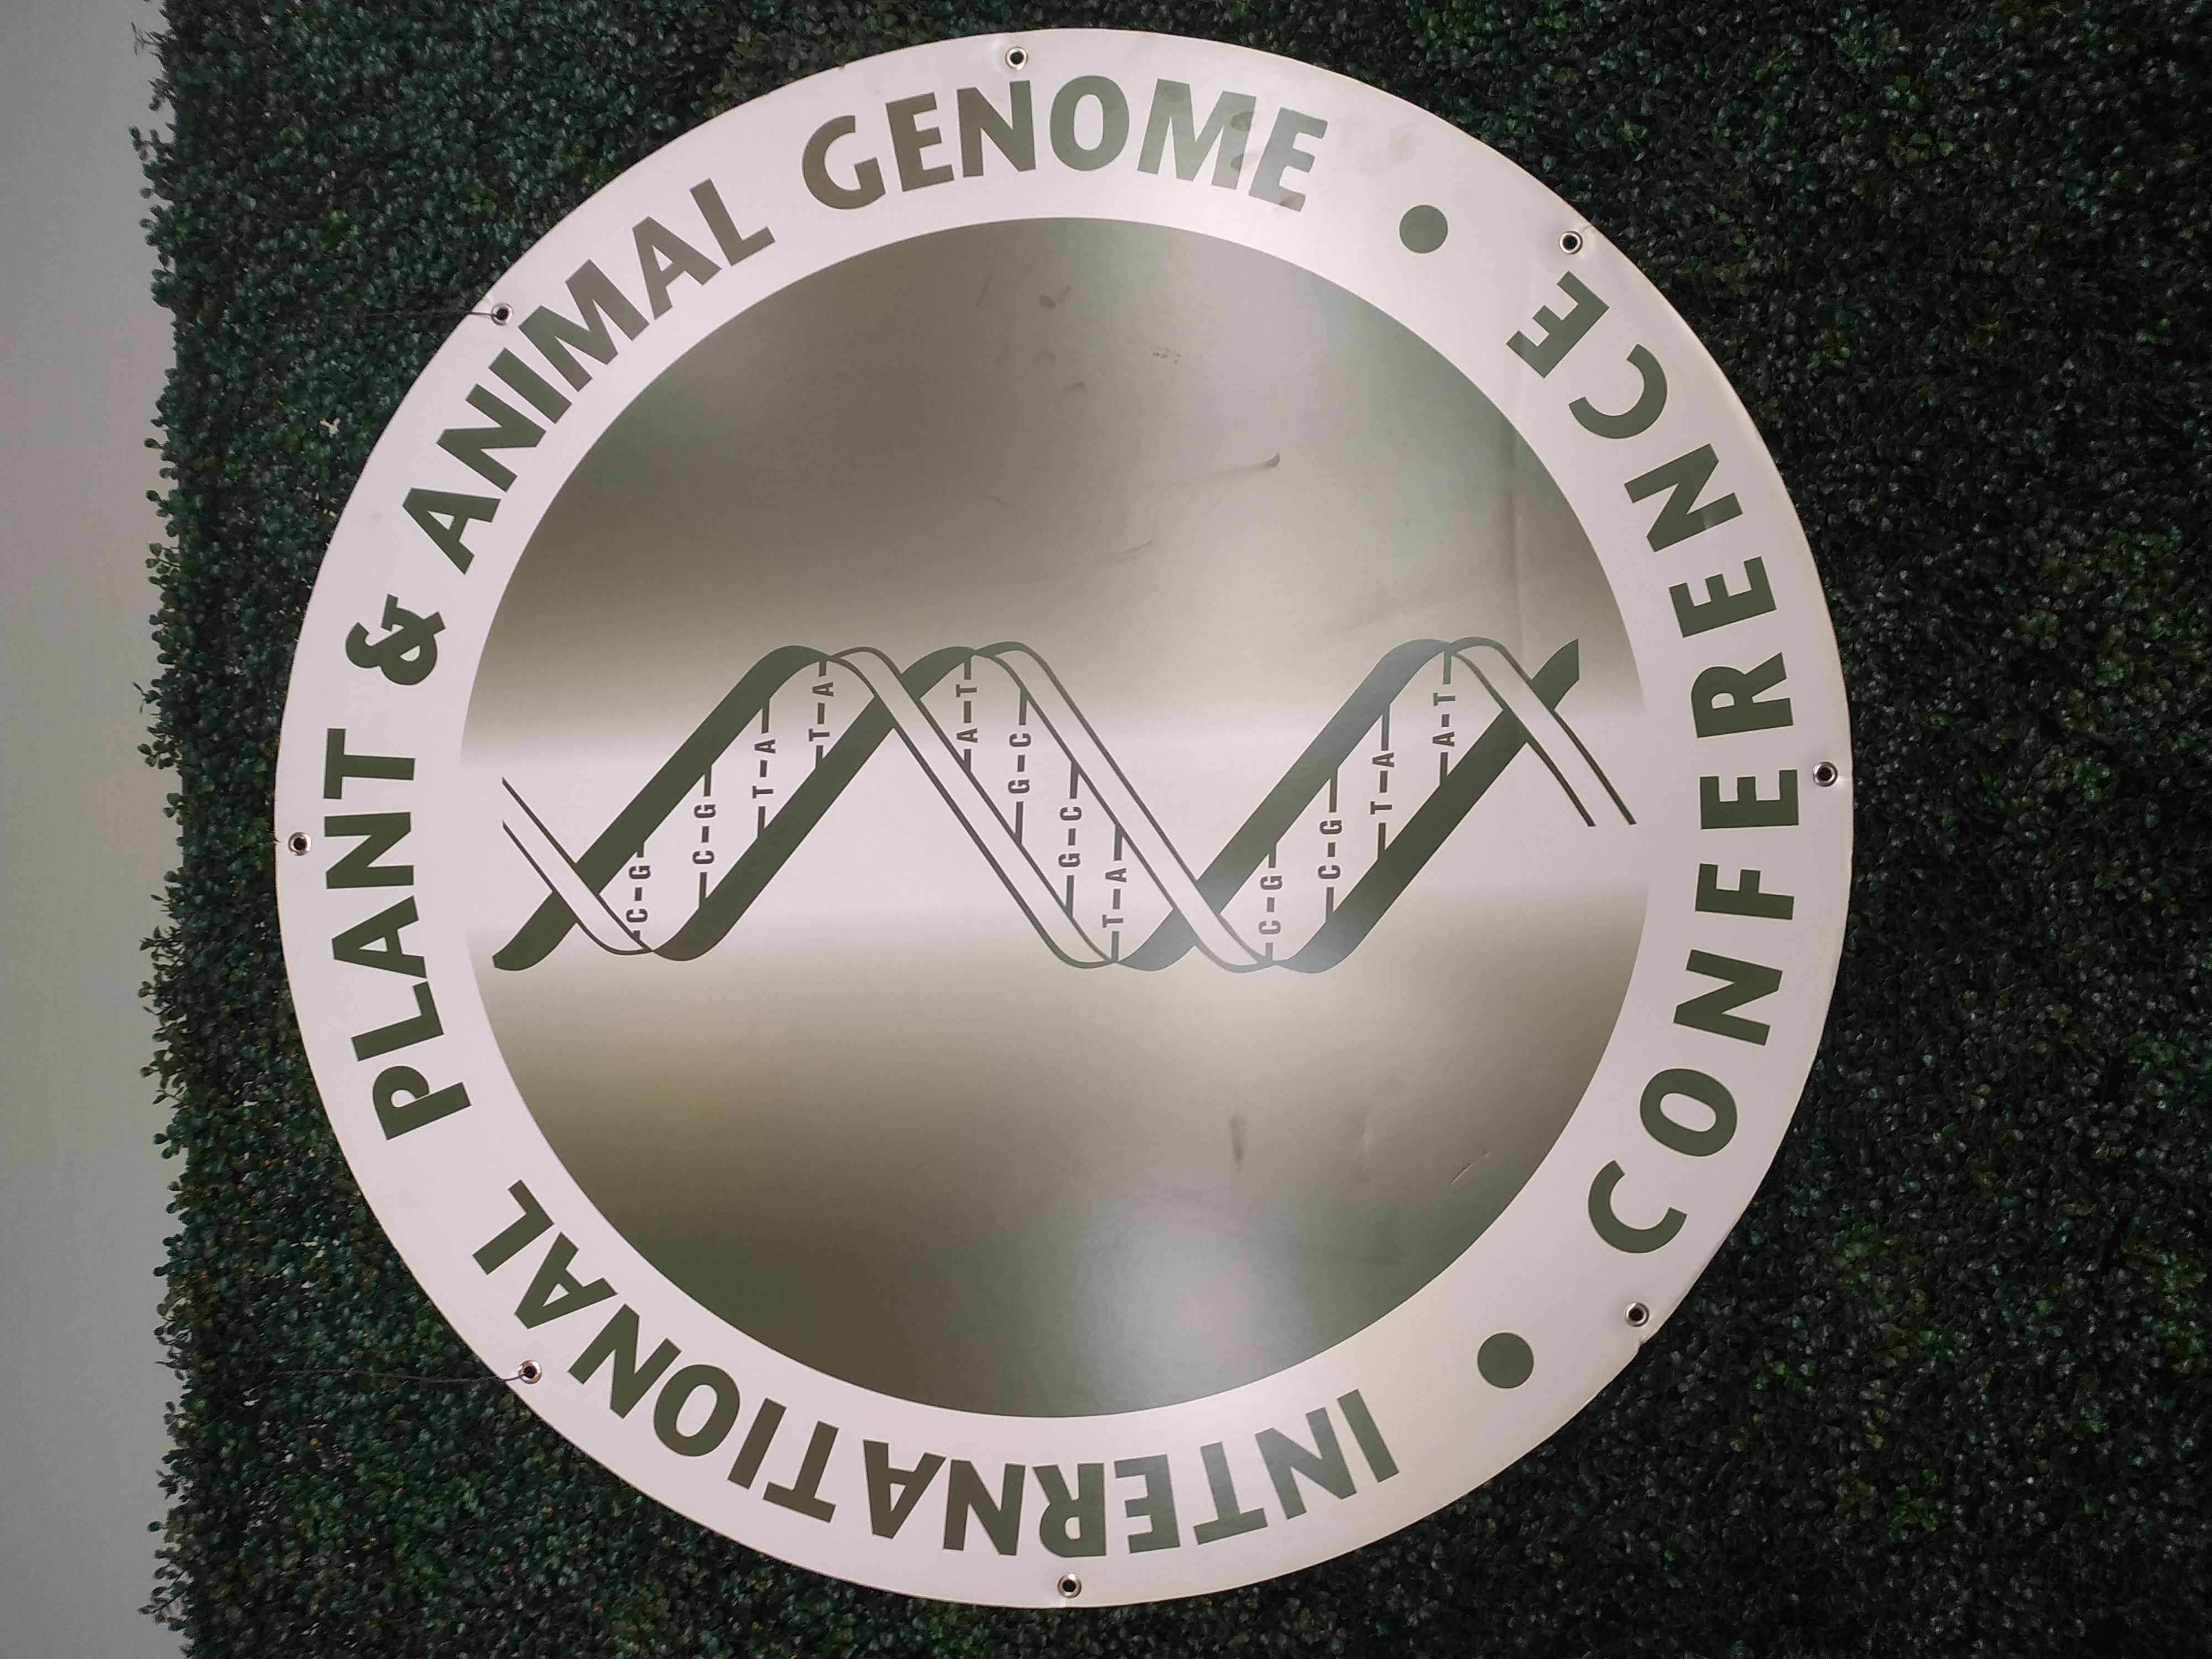 INTERNATIONAL PLANT & ANIMAL GENOME
C-G
C-G
T-A
T-A
A-T
G-C
G-C
T-A
C-G
C-G
T-A
A-T
• CONFERENCE •